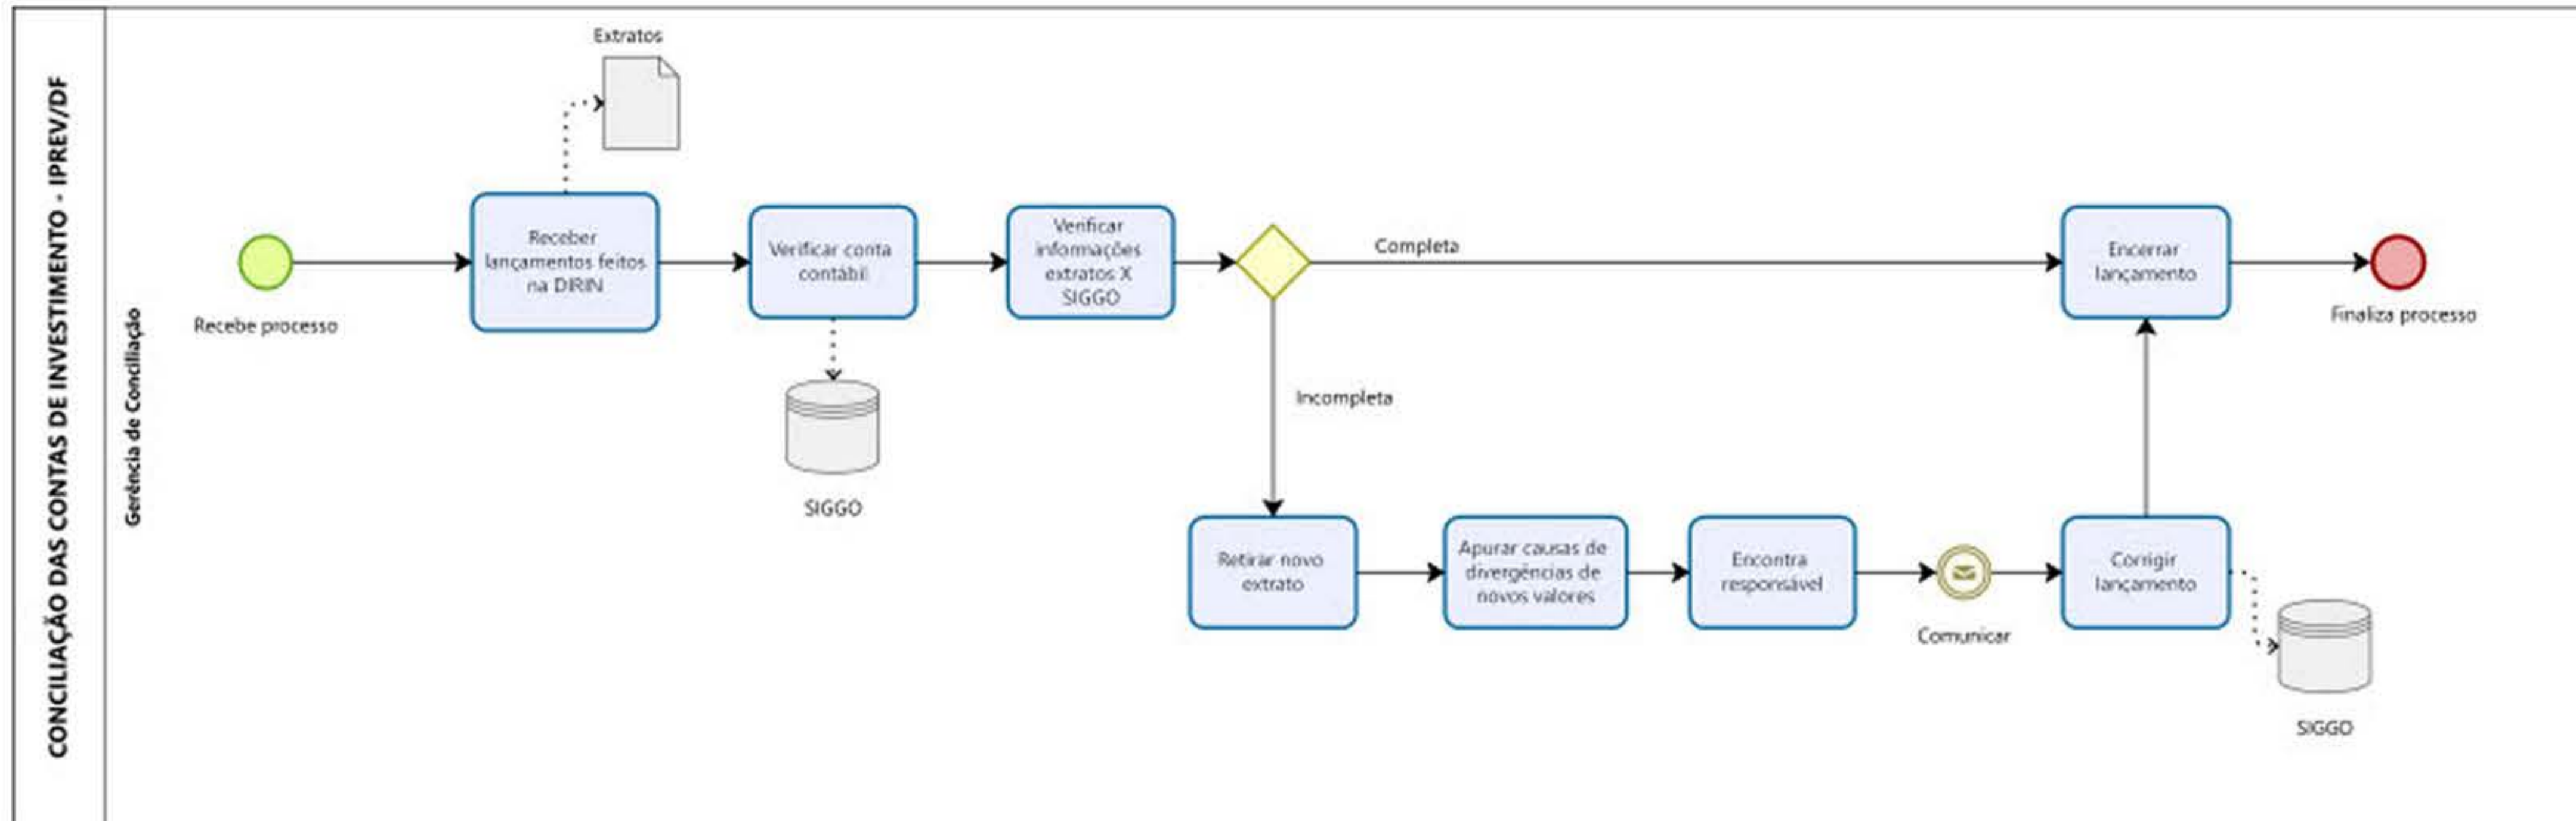 CONCILIAÇÃO DAS CONTAS DE INVESTIMENTO - IPREV/DF
Gerência de Conciliação
Recebe processo
Extratos
Receber
lançamentos feitos
na DIRIN
Verificar conta
contábil
SIGGO
Verificar
informações
extratos X
SIGGO
Completa
Incompleta
Retirar novo
extrato
Apurar causas de
divergências de
novos valores
Encontra
responsável
Comunicar
Corrigir
lançamento
SIGGO
Encerrar
lançamento
Finaliza processo